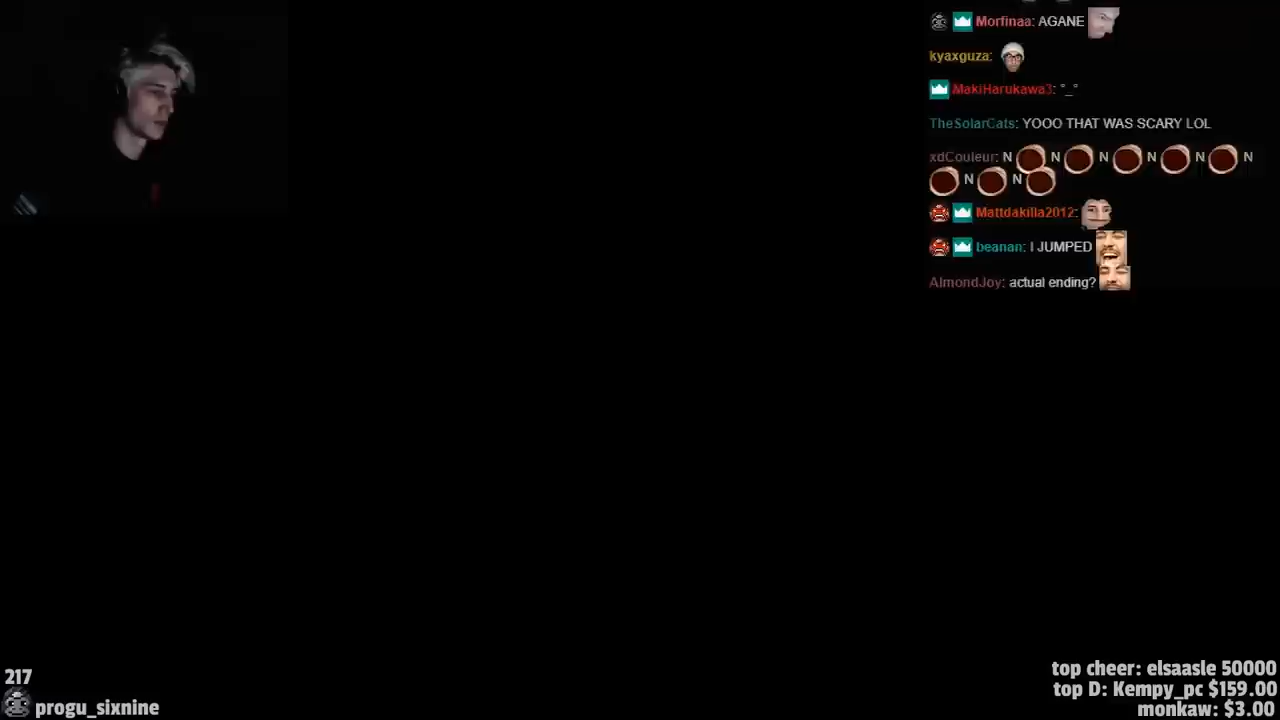 Morfinaa: AGANE
kyaxguza:
MakiHarukawa3: °_°
TheSolarCats: YOOO THAT WAS SCARY LOL
xdCouleur: N N N N N N
N N
Mattdakilla2012:
beanan: I JUMPED
AlmondJoy: actual ending?
217
progu_sixnine
top cheer: elsaasle 50000
top D: Kempy_pc $159.00
monkaw: $3.00